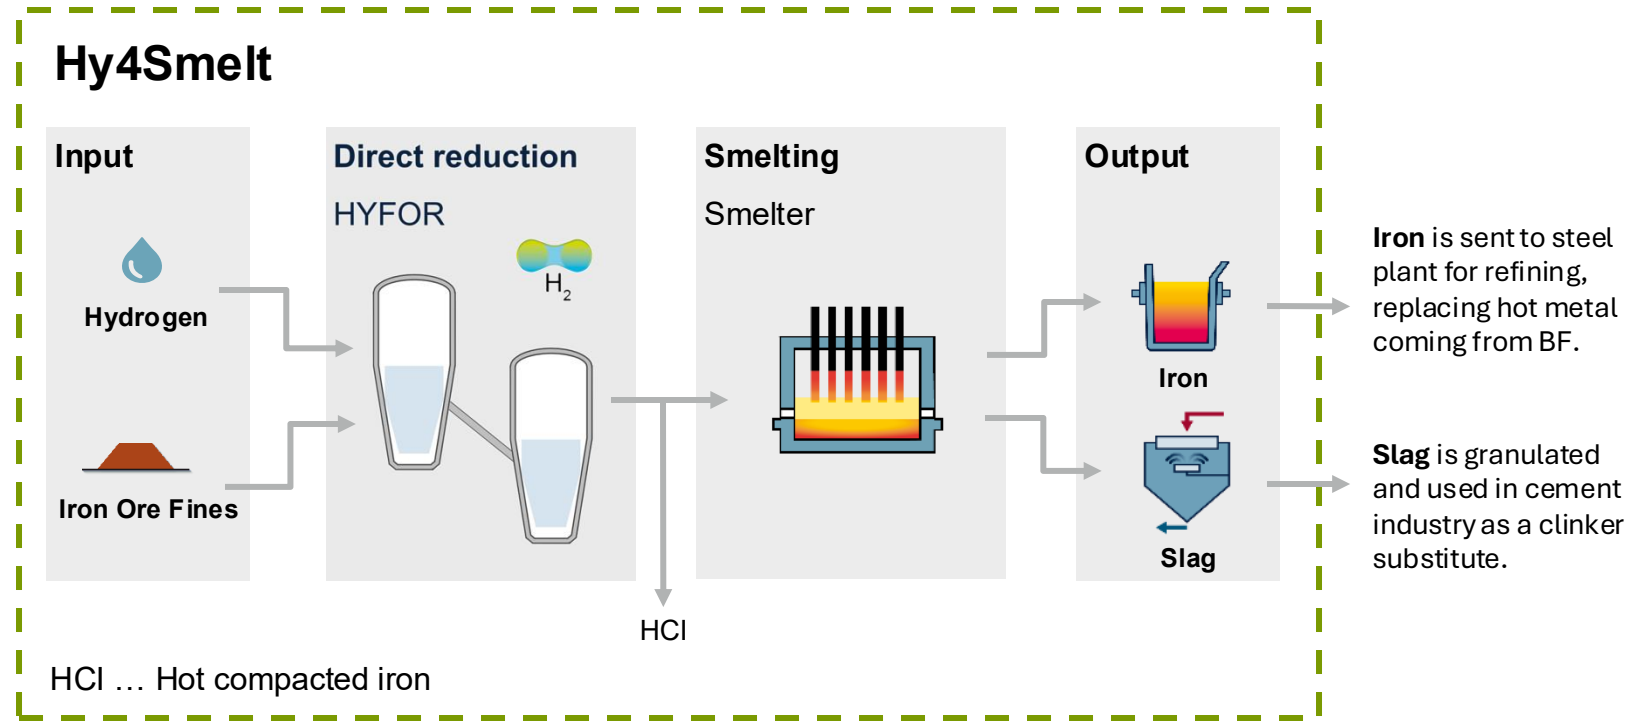 Hy4Smelt
Input
Hydrogen
Iron Ore Fines
Direct reduction
HYFOR
H₂
Smelting
Smelter
Output
Iron
Slag
HCI
HCI … Hot compacted iron
Iron is sent to steel
plant for refining,
replacing hot metal
coming from BF.
Slag is granulated
and used in cement
industry as a clinker
substitute.